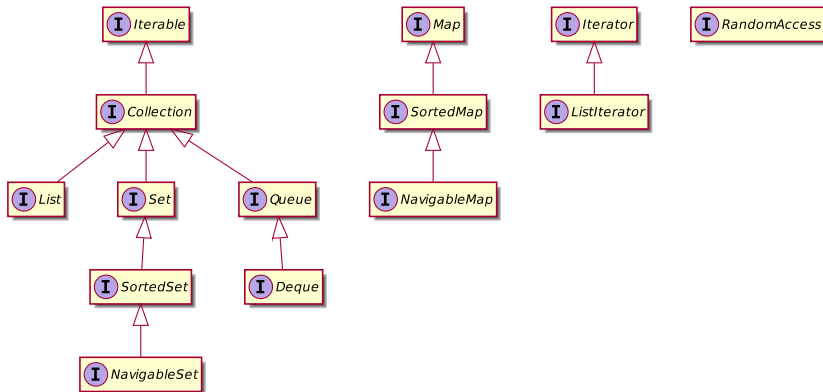 I Iterable
I Map
I Iterator
I RandomAccess
I Collection
I SortedMap
I ListIterator
I List
I Set
I Queue
I NavigableMap
I SortedSet
I Deque
I NavigableSet